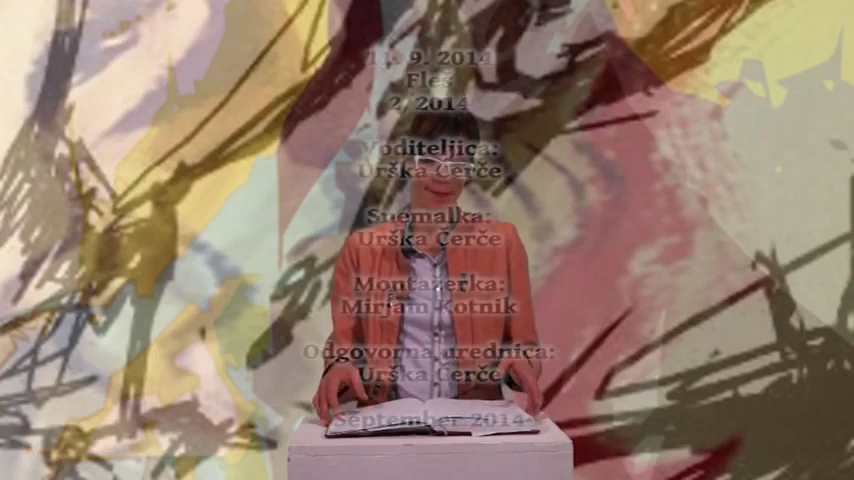 11. 9. 2014
Fleš
2, 2014
Voditeljica:
Urška Čerče
Snemalka:
Urška Čerče
Montažerka:
Mirjam Kotnik
Odgovorna urednica:
Urška Čerče
September 2014